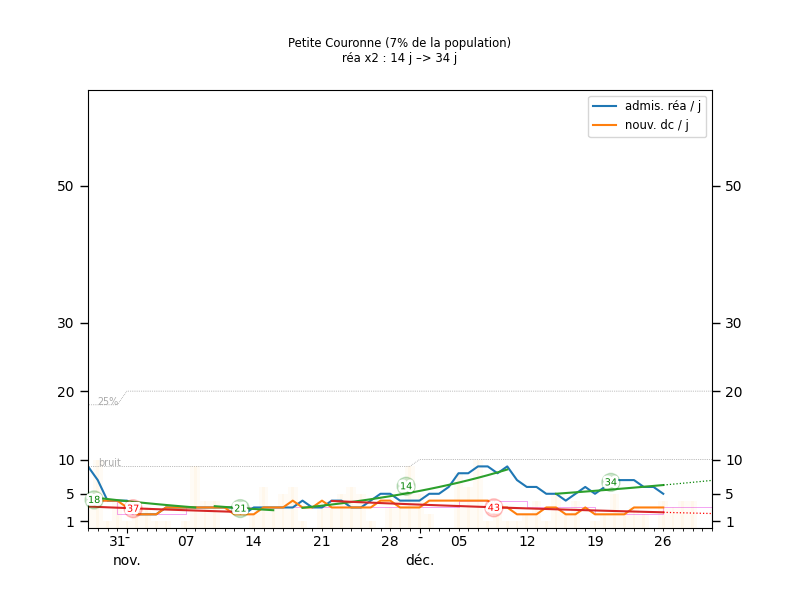 Petite Couronne (7% de la population)
réa x2 : 14 j –> 34 j
admis. réa / j
nouv. dc / j
50 50
30 30
20 20
25%
bruit
10 10
5 5
1 1
18 37 21 14 43 34
31 07 14 21 28 05 12 19 26
nov. déc.